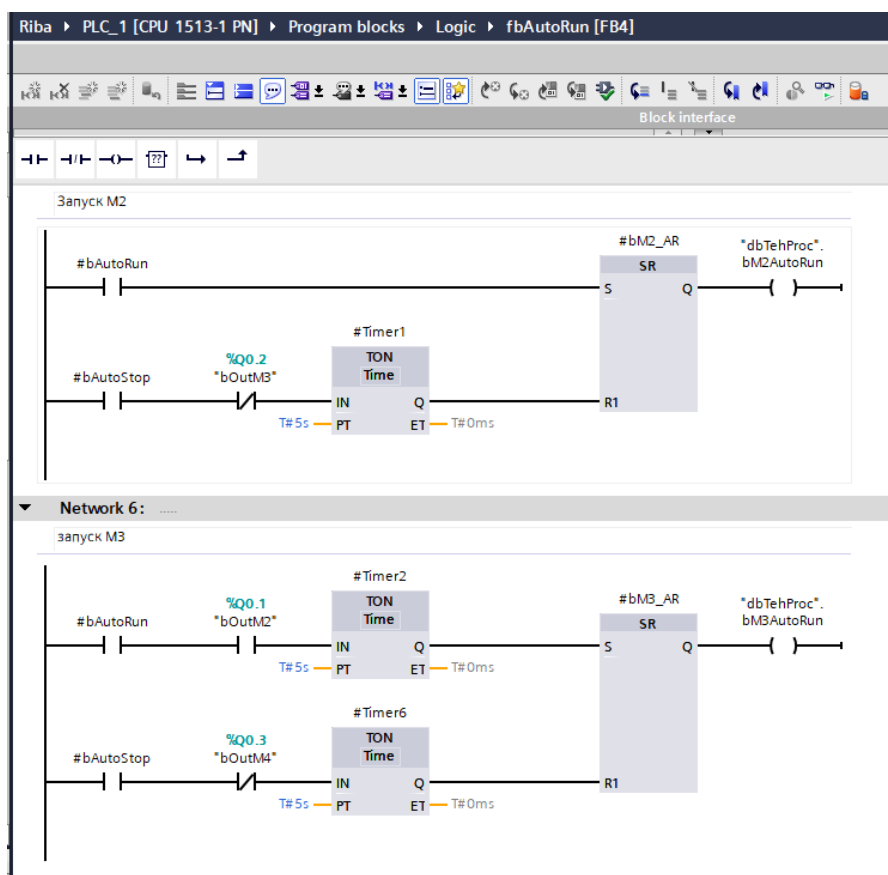 Riba ▸ PLC_1 [CPU 1513-1 PN] ▸ Program blocks ▸ Logic ▸ fbAutoRun [FB4]
Block interface
??
Запуск М2
#bM2_AR "dbTehProc".
#bAutoRun SR bM2AutoRun
S Q
#Timer1
%Q0.2 TON
#bAutoStop "bOutM3" Time
IN Q R1
T#5s PT ET T#0ms
Network 6: .....
запуск М3
#Timer2
%Q0.1 TON #bM3_AR "dbTehProc".
#bAutoRun "bOutM2" Time SR bM3AutoRun
IN Q S Q
T#5s PT ET T#0ms
#Timer6
%Q0.3 TON
#bAutoStop "bOutM4" Time
IN Q R1
T#5s PT ET T#0ms